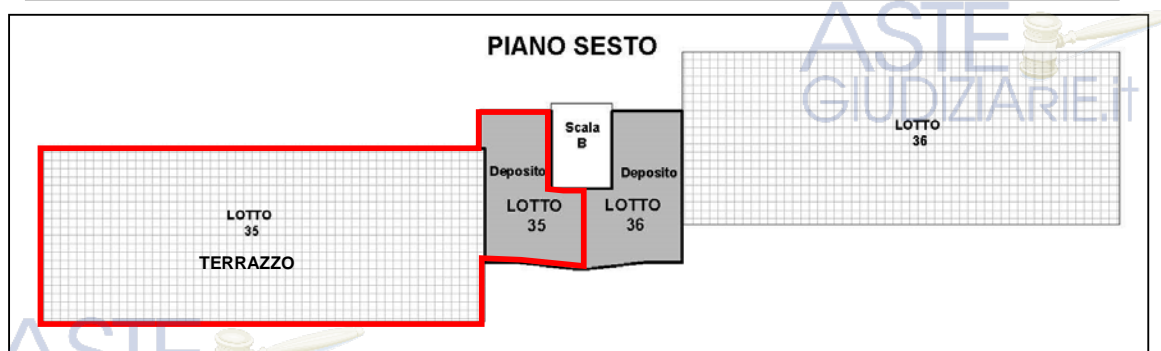 PIANO SESTO
ASTE
GIUDIZIARIE.it
Scala
B
LOTTO
36
Deposito
Deposito
LOTTO
35
LOTTO
36
LOTTO
35
TERRAZZO
ASTE